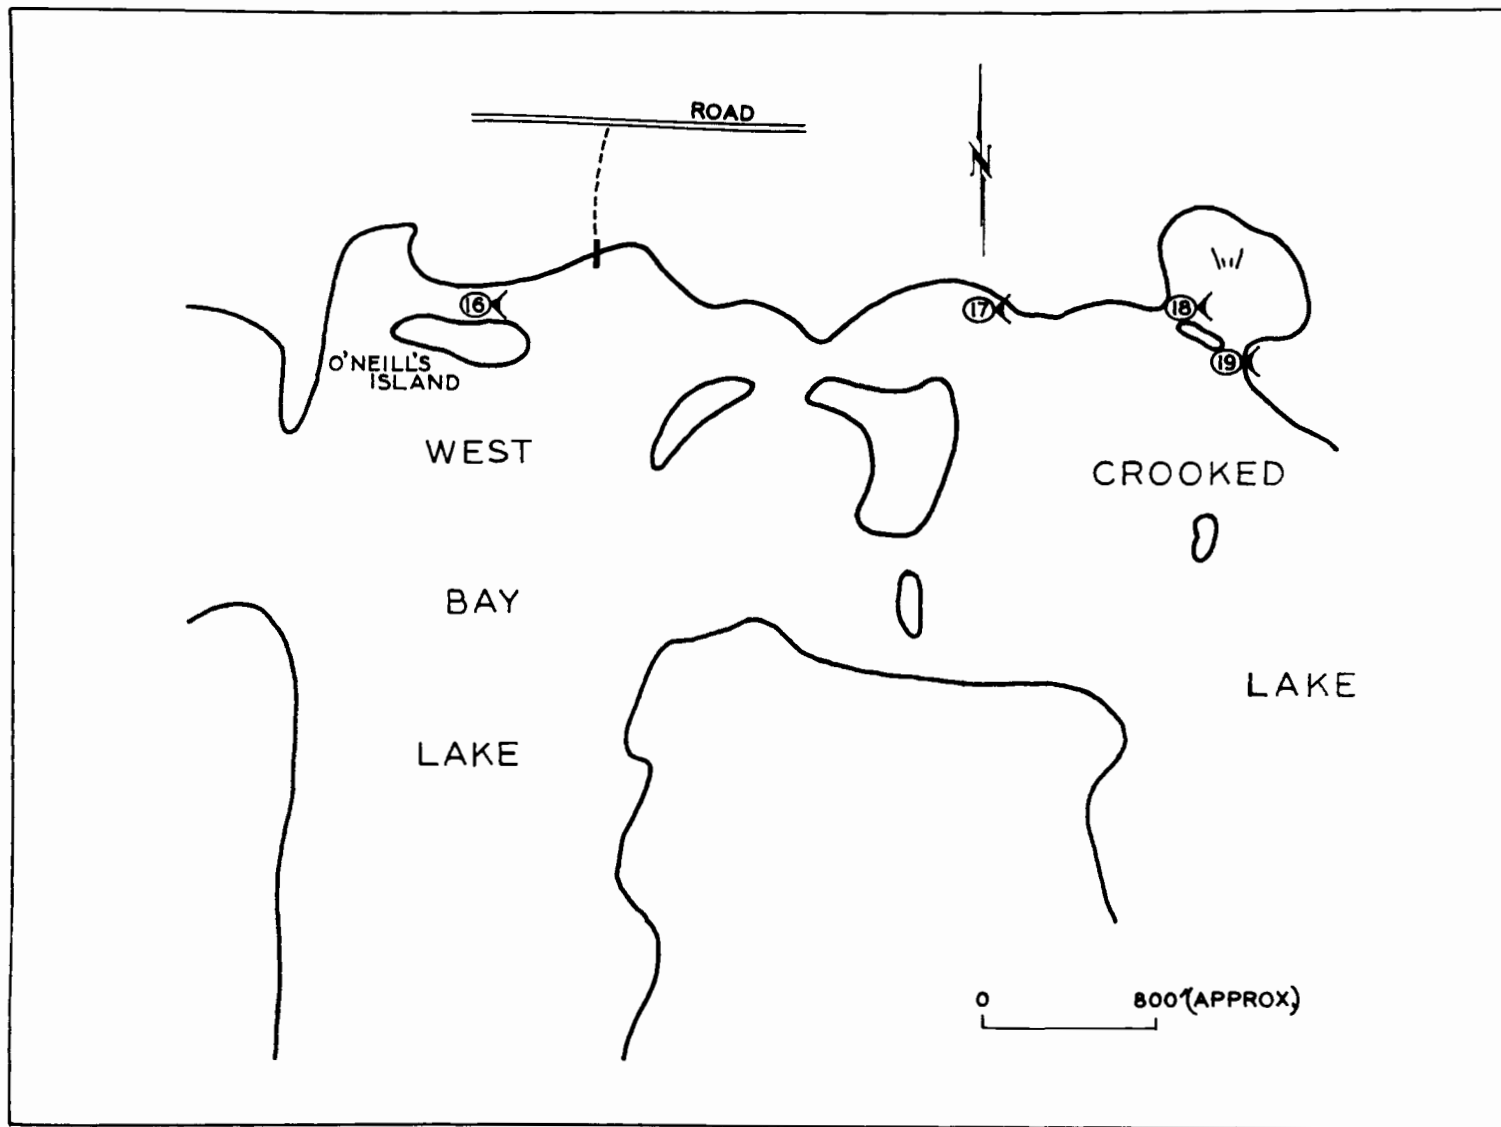 ROAD
N
16
17
18
19
O'NEILL'S
ISLAND
WEST
CROOKED
BAY
LAKE
LAKE
0 800' (APPROX.)